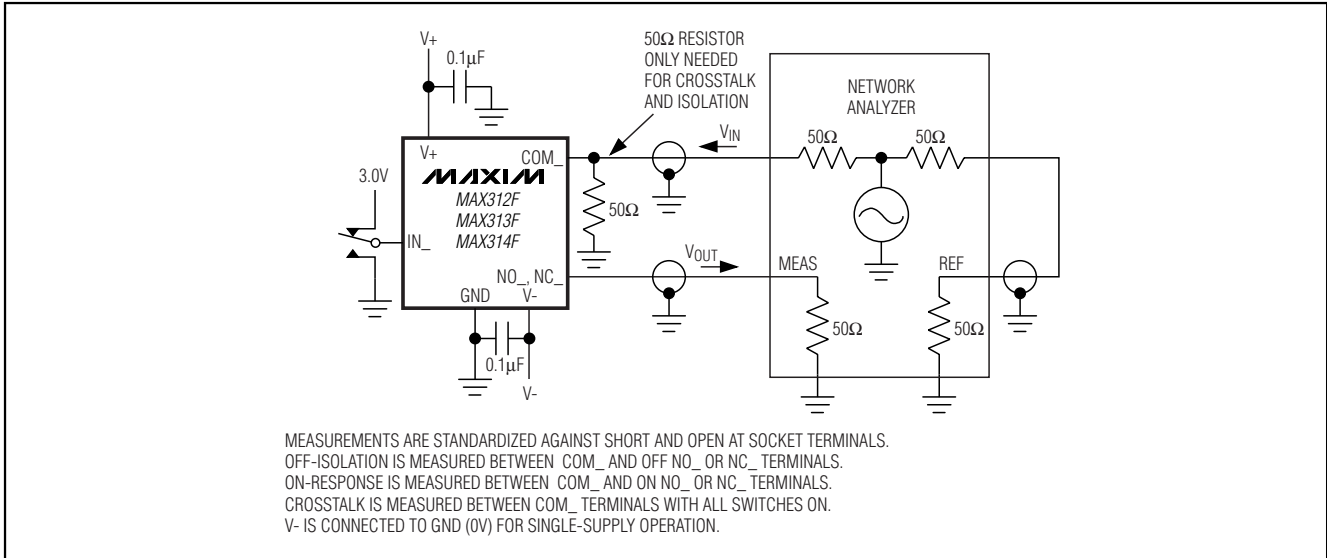 V+
0.1µF
50Ω RESISTOR
ONLY NEEDED
FOR CROSSTALK
AND ISOLATION
NETWORK
ANALYZER
VIN
50Ω
50Ω
V+
COM_
MAXIM
MAX312F
MAX313F
MAX314F
3.0V
IN_
50Ω
VOUT
MEAS
REF
NO_, NC_
GND
V-
50Ω
50Ω
0.1µF
V-
MEASUREMENTS ARE STANDARDIZED AGAINST SHORT AND OPEN AT SOCKET TERMINALS.
OFF-ISOLATION IS MEASURED BETWEEN COM_ AND OFF NO_ OR NC_ TERMINALS.
ON-RESPONSE IS MEASURED BETWEEN COM_ AND ON NO_ OR NC_ TERMINALS.
CROSSTALK IS MEASURED BETWEEN COM_ TERMINALS WITH ALL SWITCHES ON.
V- IS CONNECTED TO GND (0V) FOR SINGLE-SUPPLY OPERATION.